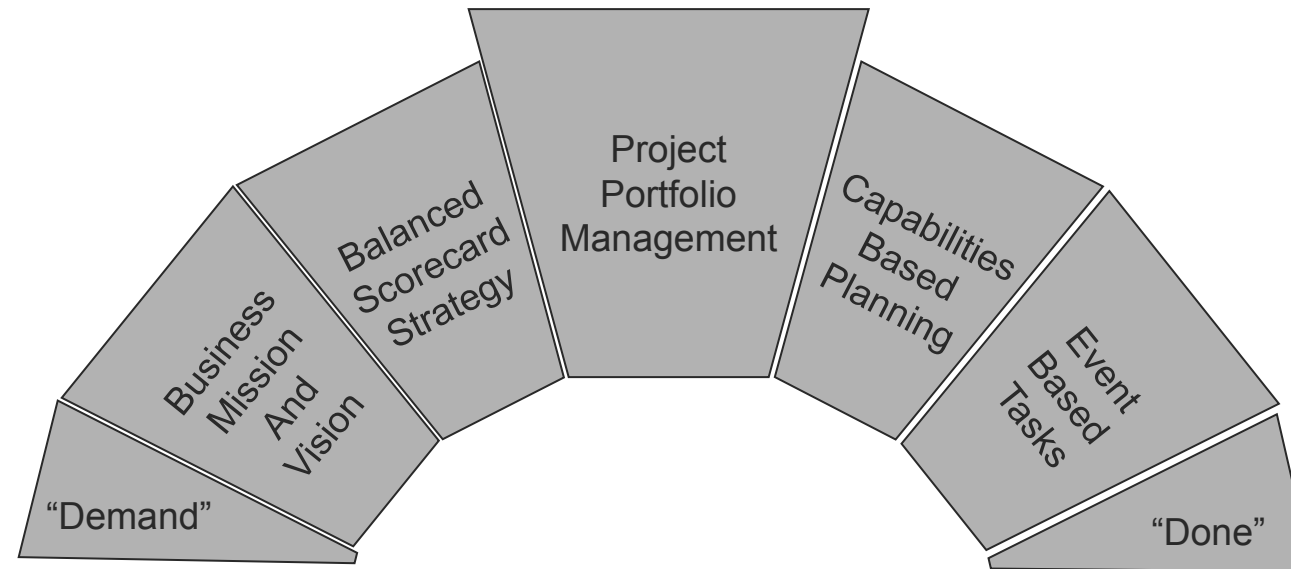 “Demand”
Business
Mission
And
Vision
Balanced
Scorecard
Strategy
Project
Portfolio
Management
Capabilities
Based
Planning
Event
Based
Tasks
“Done”